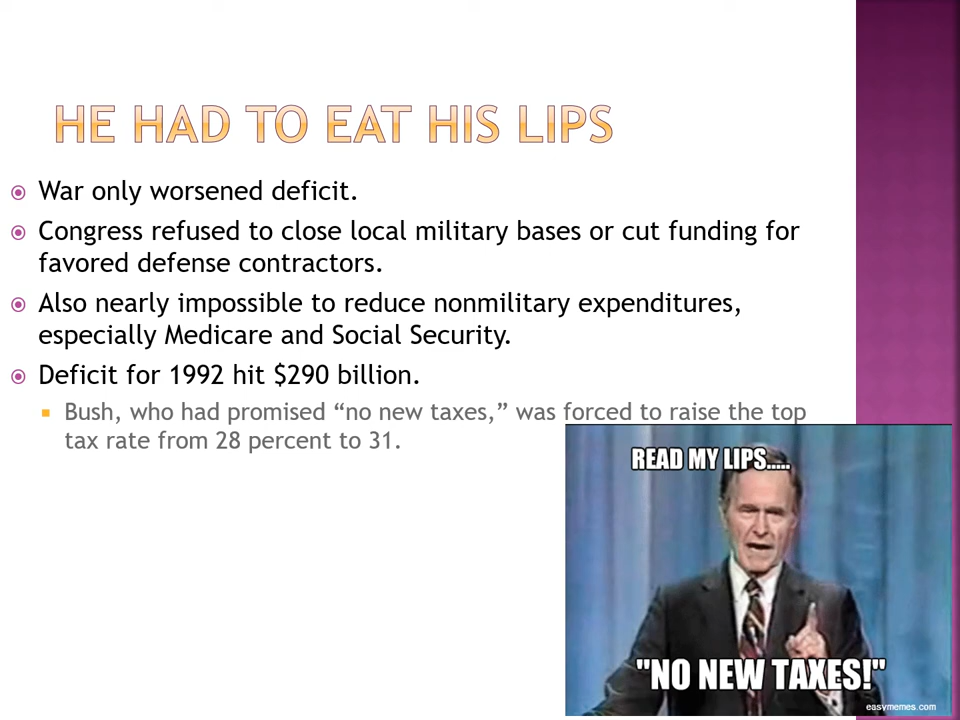 HE HAD TO EAT HIS LIPS
War only worsened deficit.
Congress refused to close local military bases or cut funding for
favored defense contractors.
Also nearly impossible to reduce nonmilitary expenditures,
especially Medicare and Social Security.
Deficit for 1992 hit $290 billion.
Bush, who had promised “no new taxes,” was forced to raise the top
tax rate from 28 percent to 31.
READ MY LIPS.....
"NO NEW TAXES!"
easymemes.com